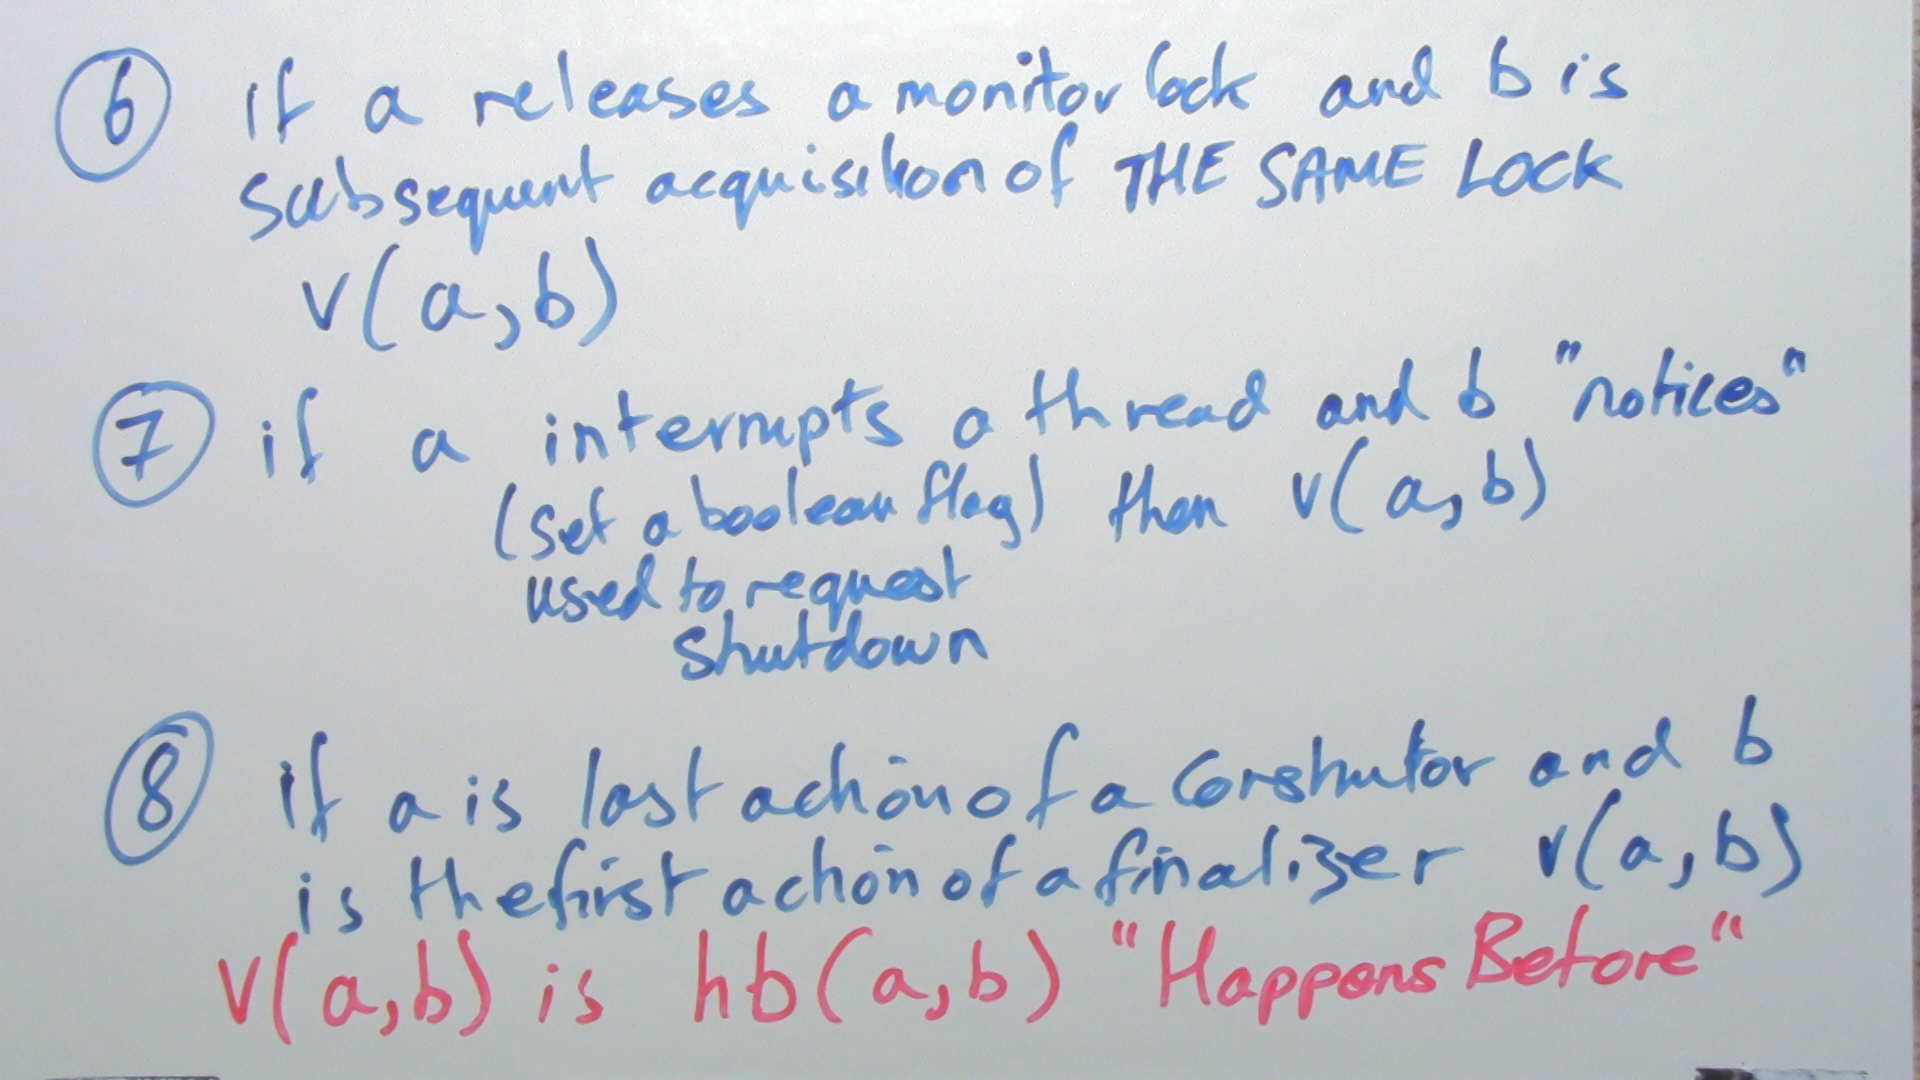 6 if a releases a monitor lock and b is
subsequent acquisition of THE SAME LOCK
v(a,b)
7 if a interrupts a thread and b "notices"
(set a boolean flag) then v(a,b)
used to request
shutdown
8 if a is last action of a constructor and b
is the first action of a finalizer v(a,b)
v(a,b) is hb(a,b) "Happens Before"